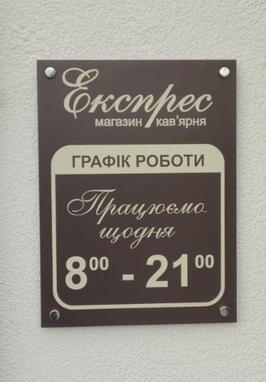 Експрес
магазин кав'ярня
ГРАФІК РОБОТИ
Працюємо
щодня
8⁰⁰ - 21⁰⁰